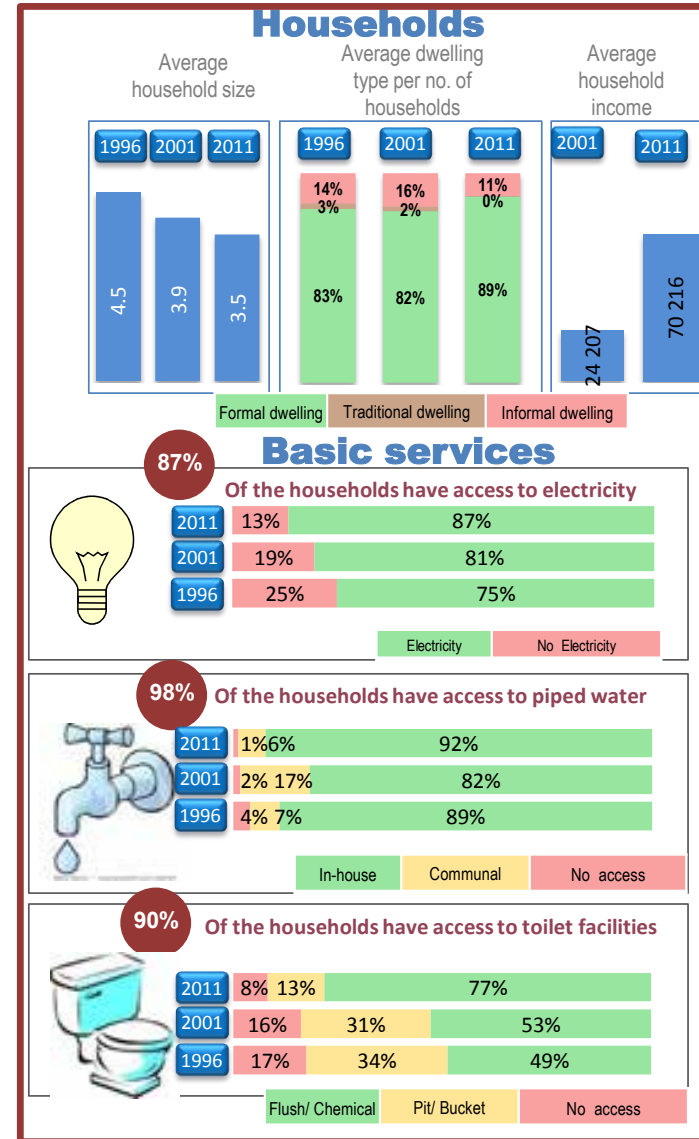 Households
Average household size
Average dwelling type per no. of households
Average household income
1996 2001 2011
4.5 3.9 3.5
1996 2001 2011
14% 16% 11%
3% 2% 0%
83% 82% 89%
2001 2011
24 207 70 216
Formal dwelling Traditional dwelling Informal dwelling
Basic services
87%
Of the households have access to electricity
2011 13% 87%
2001 19% 81%
1996 25% 75%
Electricity No Electricity
98%
Of the households have access to piped water
2011 1% 6% 92%
2001 2% 17% 82%
1996 4% 7% 89%
In-house Communal No access
90%
Of the households have access to toilet facilities
2011 8% 13% 77%
2001 16% 31% 53%
1996 17% 34% 49%
Flush/ Chemical Pit/ Bucket No access